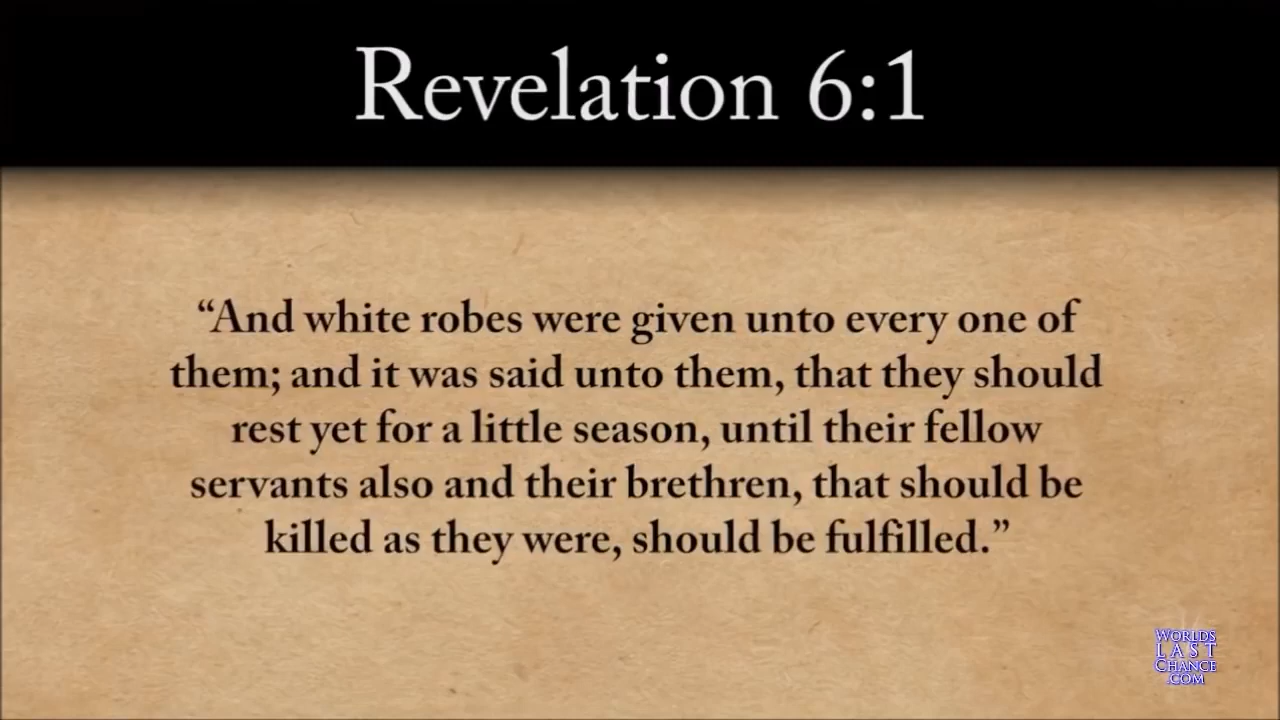 Revelation 6:1
“And white robes were given unto every one of
them; and it was said unto them, that they should
rest yet for a little season, until their fellow
servants also and their brethren, that should be
killed as they were, should be fulfilled.”
WORLDS
LAST
CHANCE
.COM